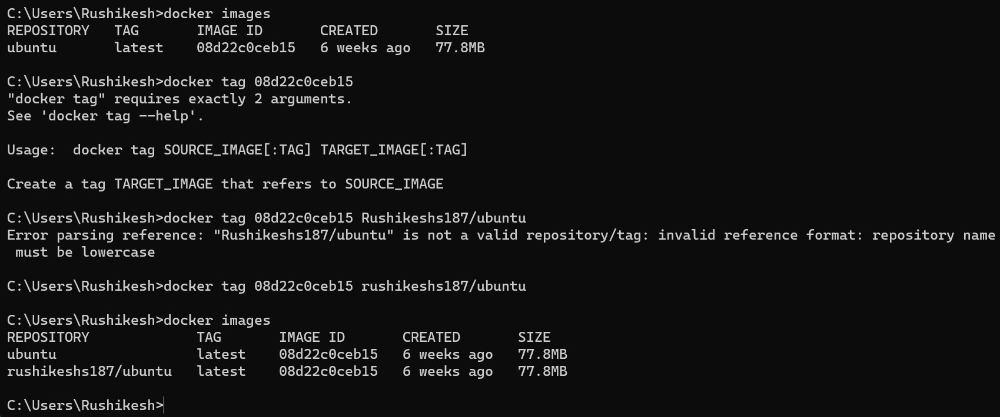 C:\Users\Rushikesh>docker images
REPOSITORY   TAG       IMAGE ID       CREATED       SIZE
ubuntu       latest    08d22c0ceb15   6 weeks ago   77.8MB
C:\Users\Rushikesh>docker tag 08d22c0ceb15
"docker tag" requires exactly 2 arguments.
See 'docker tag --help'.
Usage:  docker tag SOURCE_IMAGE[:TAG] TARGET_IMAGE[:TAG]
Create a tag TARGET_IMAGE that refers to SOURCE_IMAGE
C:\Users\Rushikesh>docker tag 08d22c0ceb15 Rushikeshs187/ubuntu
Error parsing reference: "Rushikeshs187/ubuntu" is not a valid repository/tag: invalid reference format: repository name
 must be lowercase
C:\Users\Rushikesh>docker tag 08d22c0ceb15 rushikeshs187/ubuntu
C:\Users\Rushikesh>docker images
REPOSITORY             TAG       IMAGE ID       CREATED       SIZE
ubuntu                 latest    08d22c0ceb15   6 weeks ago   77.8MB
rushikeshs187/ubuntu   latest    08d22c0ceb15   6 weeks ago   77.8MB
C:\Users\Rushikesh>